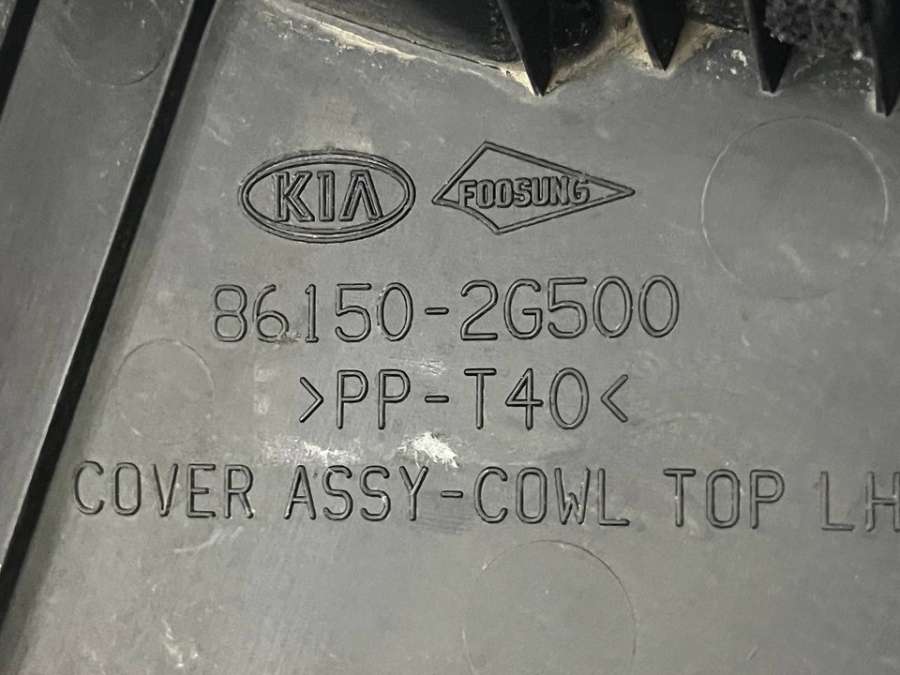 KIA FOOSUNG
86150-2G500
>PP-T40<
COVER ASSY-COWL TOP LH